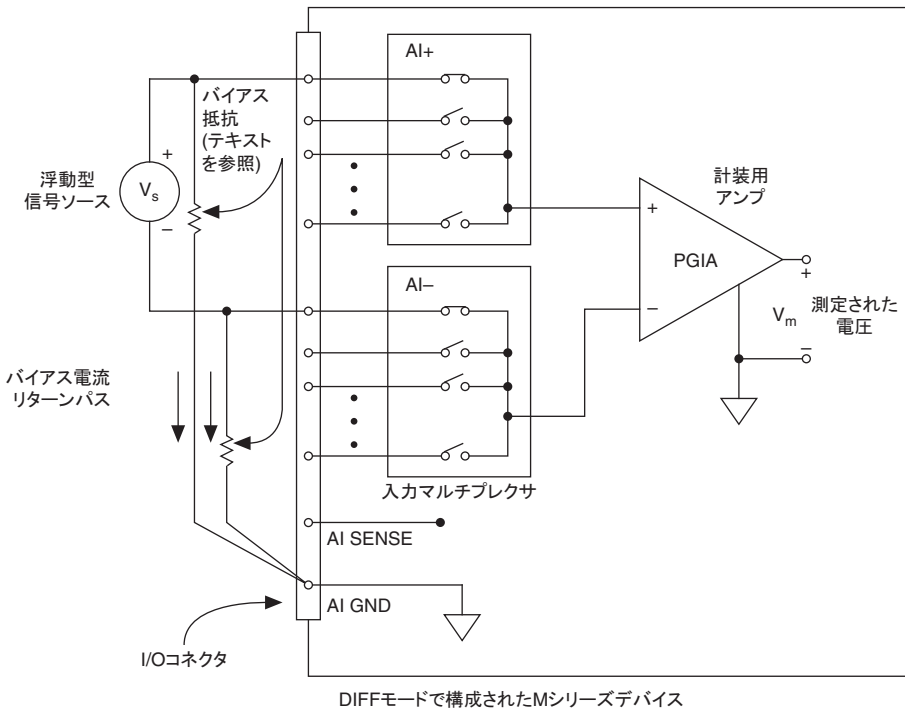 AI+
バイアス
抵抗
(テキスト
を参照)
浮動型
信号ソース
+
Vs
−
計装用
アンプ
+
PGIA
−
+
Vm
−
測定された
電圧
AI−
バイアス電流
リターンパス
入力マルチプレクサ
AI SENSE
AI GND
I/Oコネクタ
DIFFモードで構成されたMシリーズデバイス